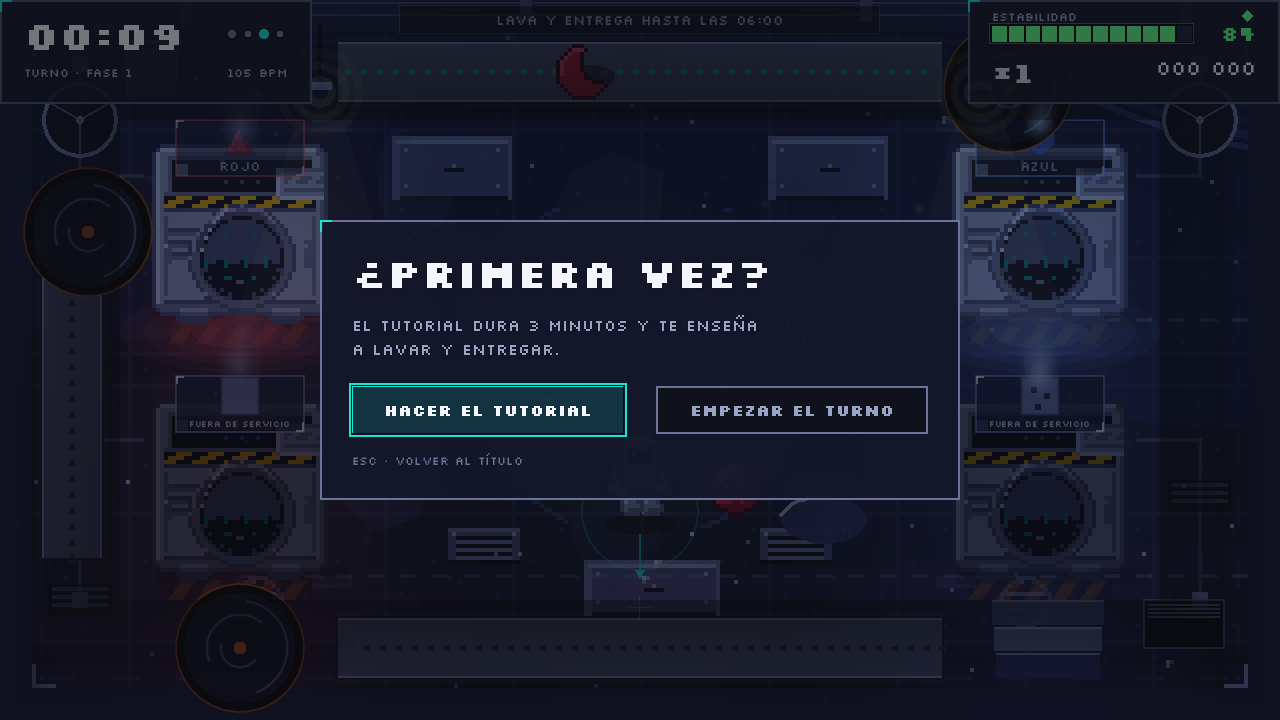 00:09
TURNO · FASE 1
105 BPM
LAVA Y ENTREGA HASTA LAS 06:00
ESTABILIDAD
x1
000 000
ROJO
AZUL
¿PRIMERA VEZ?
EL TUTORIAL DURA 3 MINUTOS Y TE ENSEÑA
A LAVAR Y ENTREGAR.
HACER EL TUTORIAL
EMPEZAR EL TURNO
ESC · VOLVER AL TÍTULO
FUERA DE SERVICIO
FUERA DE SERVICIO